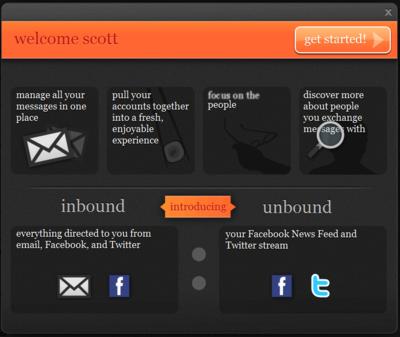 welcome scott
get started!
manage all your
messages in one
place
pull your
accounts together
into a fresh,
enjoyable
experience
focus on the
people
discover more
about people
you exchange
messages with
inbound
introducing
unbound
everything directed to you from
email, Facebook, and Twitter
your Facebook News Feed and
Twitter stream